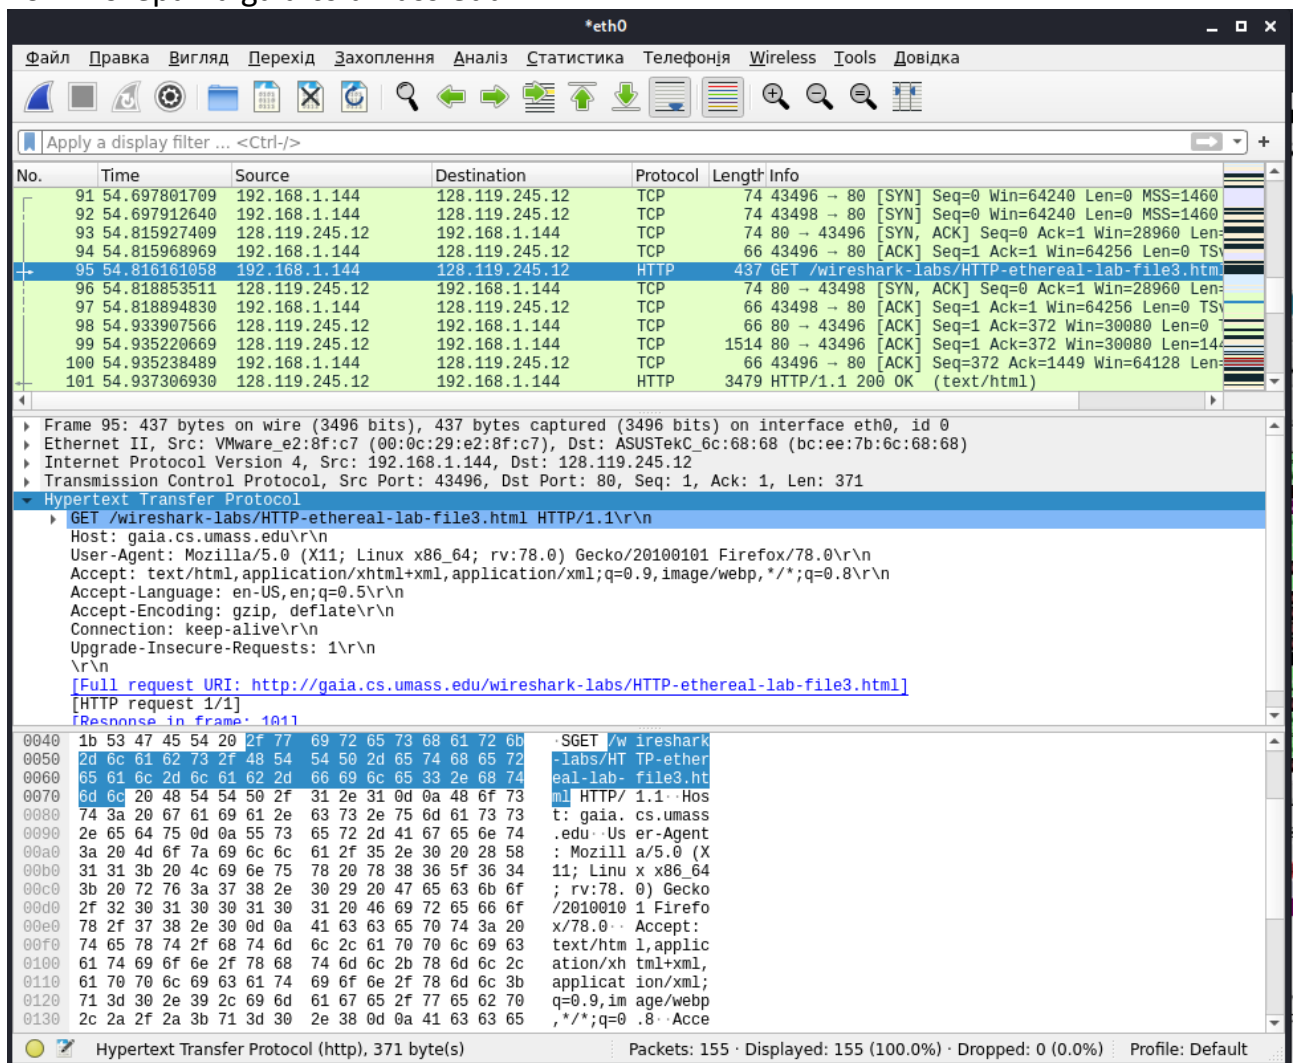 *eth0
Файл Правка Вигляд Перехід Захоплення Аналіз Статистика Телефонія Wireless Tools Довідка
Apply a display filter … <Ctrl-/>
No. Time Source Destination Protocol Length Info
91 54.697801709 192.168.1.144 128.119.245.12 TCP 74 43496 → 80 [SYN] Seq=0 Win=64240 Len=0 MSS=1460
92 54.697912640 192.168.1.144 128.119.245.12 TCP 74 43498 → 80 [SYN] Seq=0 Win=64240 Len=0 MSS=1460
93 54.815927409 128.119.245.12 192.168.1.144 TCP 74 80 → 43496 [SYN, ACK] Seq=0 Ack=1 Win=28960 Len=
94 54.815968969 192.168.1.144 128.119.245.12 TCP 66 43496 → 80 [ACK] Seq=1 Ack=1 Win=64256 Len=0 TSv
95 54.816161058 192.168.1.144 128.119.245.12 HTTP 437 GET /wireshark-labs/HTTP-ethereal-lab-file3.html
96 54.818853511 128.119.245.12 192.168.1.144 TCP 74 80 → 43498 [SYN, ACK] Seq=0 Ack=1 Win=28960 Len=
97 54.818894830 192.168.1.144 128.119.245.12 TCP 66 43498 → 80 [ACK] Seq=1 Ack=1 Win=64256 Len=0 TSv
98 54.933907566 128.119.245.12 192.168.1.144 TCP 66 80 → 43496 [ACK] Seq=1 Ack=372 Win=30080 Len=0
99 54.935220669 128.119.245.12 192.168.1.144 TCP 1514 80 → 43496 [ACK] Seq=1 Ack=372 Win=30080 Len=144
100 54.935238489 192.168.1.144 128.119.245.12 TCP 66 43496 → 80 [ACK] Seq=372 Ack=1449 Win=64128 Len=
101 54.937306930 128.119.245.12 192.168.1.144 HTTP 3479 HTTP/1.1 200 OK (text/html)
Frame 95: 437 bytes on wire (3496 bits), 437 bytes captured (3496 bits) on interface eth0, id 0
Ethernet II, Src: VMware_e2:8f:c7 (00:0c:29:e2:8f:c7), Dst: ASUSTekC_6c:68:68 (bc:ee:7b:6c:68:68)
Internet Protocol Version 4, Src: 192.168.1.144, Dst: 128.119.245.12
Transmission Control Protocol, Src Port: 43496, Dst Port: 80, Seq: 1, Ack: 1, Len: 371
Hypertext Transfer Protocol
GET /wireshark-labs/HTTP-ethereal-lab-file3.html HTTP/1.1\r\n
Host: gaia.cs.umass.edu\r\n
User-Agent: Mozilla/5.0 (X11; Linux x86_64; rv:78.0) Gecko/20100101 Firefox/78.0\r\n
Accept: text/html,application/xhtml+xml,application/xml;q=0.9,image/webp,*/*;q=0.8\r\n
Accept-Language: en-US,en;q=0.5\r\n
Accept-Encoding: gzip, deflate\r\n
Connection: keep-alive\r\n
Upgrade-Insecure-Requests: 1\r\n
\r\n
[Full request URI: http://gaia.cs.umass.edu/wireshark-labs/HTTP-ethereal-lab-file3.html]
[HTTP request 1/1]
[Response in frame: 101]
0040 1b 53 47 45 54 20 2f 77 69 72 65 73 68 61 72 6b ·SGET /w ireshark
0050 2d 6c 61 62 73 2f 48 54 54 50 2d 65 74 68 65 72 -labs/HT TP-ether
0060 65 61 6c 2d 6c 61 62 2d 66 69 6c 65 33 2e 68 74 eal-lab- file3.ht
0070 6d 6c 20 48 54 54 50 2f 31 2e 31 0d 0a 48 6f 73 ml HTTP/ 1.1··Hos
0080 74 3a 20 67 61 69 61 2e 63 73 2e 75 6d 61 73 73 t: gaia. cs.umass
0090 2e 65 64 75 0d 0a 55 73 65 72 2d 41 67 65 6e 74 .edu··Us er-Agent
00a0 3a 20 4d 6f 7a 69 6c 6c 61 2f 35 2e 30 20 28 58 : Mozill a/5.0 (X
00b0 31 31 3b 20 4c 69 6e 75 78 20 78 38 36 5f 36 34 11; Linu x x86_64
00c0 3b 20 72 76 3a 37 38 2e 30 29 20 47 65 63 6b 6f ; rv:78. 0) Gecko
00d0 2f 32 30 31 30 30 31 30 31 20 46 69 72 65 66 6f /2010010 1 Firefo
00e0 78 2f 37 38 2e 30 0d 0a 41 63 63 65 70 74 3a 20 x/78.0·· Accept:
00f0 74 65 78 74 2f 68 74 6d 6c 2c 61 70 70 6c 69 63 text/htm l,applic
0100 61 74 69 6f 6e 2f 78 68 74 6d 6c 2b 78 6d 6c 2c ation/xh tml+xml,
0110 61 70 70 6c 69 63 61 74 69 6f 6e 2f 78 6d 6c 3b applicat ion/xml;
0120 71 3d 30 2e 39 2c 69 6d 61 67 65 2f 77 65 62 70 q=0.9,im age/webp
0130 2c 2a 2f 2a 3b 71 3d 30 2e 38 0d 0a 41 63 63 65 ,*/*;q=0 .8··Acce
Hypertext Transfer Protocol (http), 371 byte(s) Packets: 155 · Displayed: 155 (100.0%) · Dropped: 0 (0.0%) Profile: Default